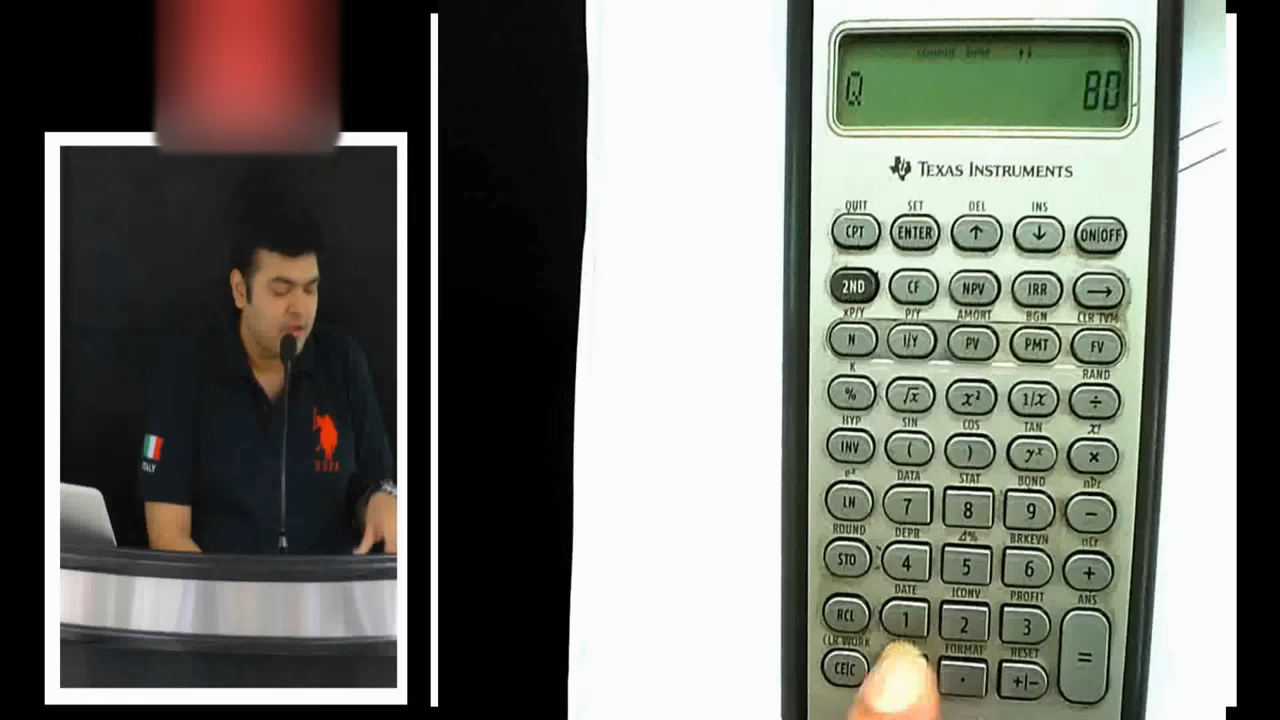 COMPUTE ENTER ↑↓
Q 80
TEXAS INSTRUMENTS
QUIT SET DEL INS
CPT ENTER ↑ ↓ ON|OFF
2ND CF NPV IRR →
xP/Y P/Y AMORT BGN CLR TVM
N I/Y PV PMT FV
K RAND
% √x x² 1/x ÷
HYP SIN COS TAN x!
INV ( ) yˣ ×
eˣ DATA STAT BOND nPr
LN 7 8 9 −
ROUND DEPR Δ% BRKEVN nCr
STO 4 5 6 +
DATE ICONV PROFIT ANS
RCL 1 2 3 =
CLR WORK FORMAT RESET
CE|C . +|−
ITALY
USPA